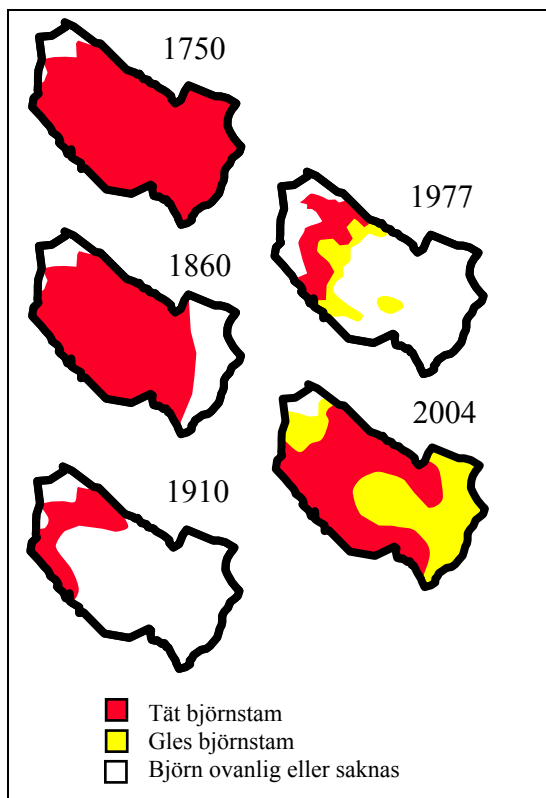 1750
1977
1860
2004
1910
Tät björnstam
Gles björnstam
Björn ovanlig eller saknas